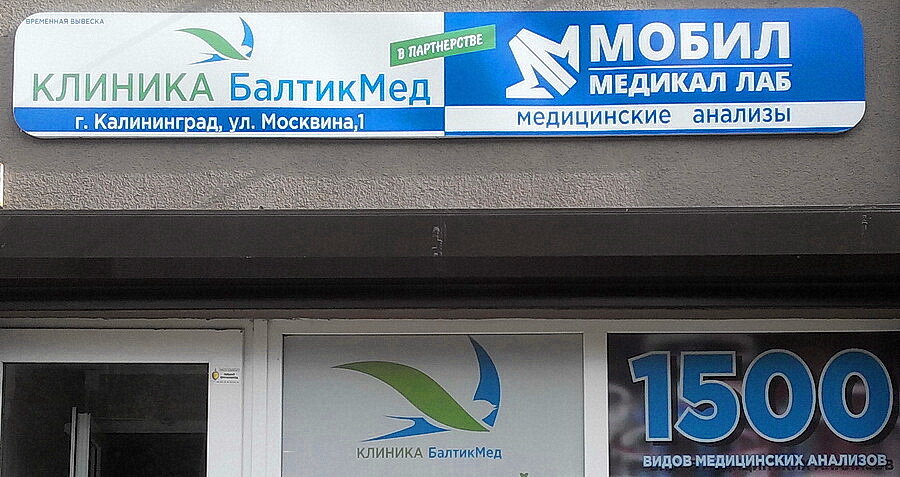 ВРЕМЕННАЯ ВЫВЕСКА
КЛИНИКА БалтикМед
г. Калининград, ул. Москвина,1
В ПАРТНЕРСТВЕ
МОБИЛ
МЕДИКАЛ ЛАБ
медицинские анализы
КЛИНИКА БалтикМед
1500
ВИДОВ МЕДИЦИНСКИХ АНАЛИЗОВ